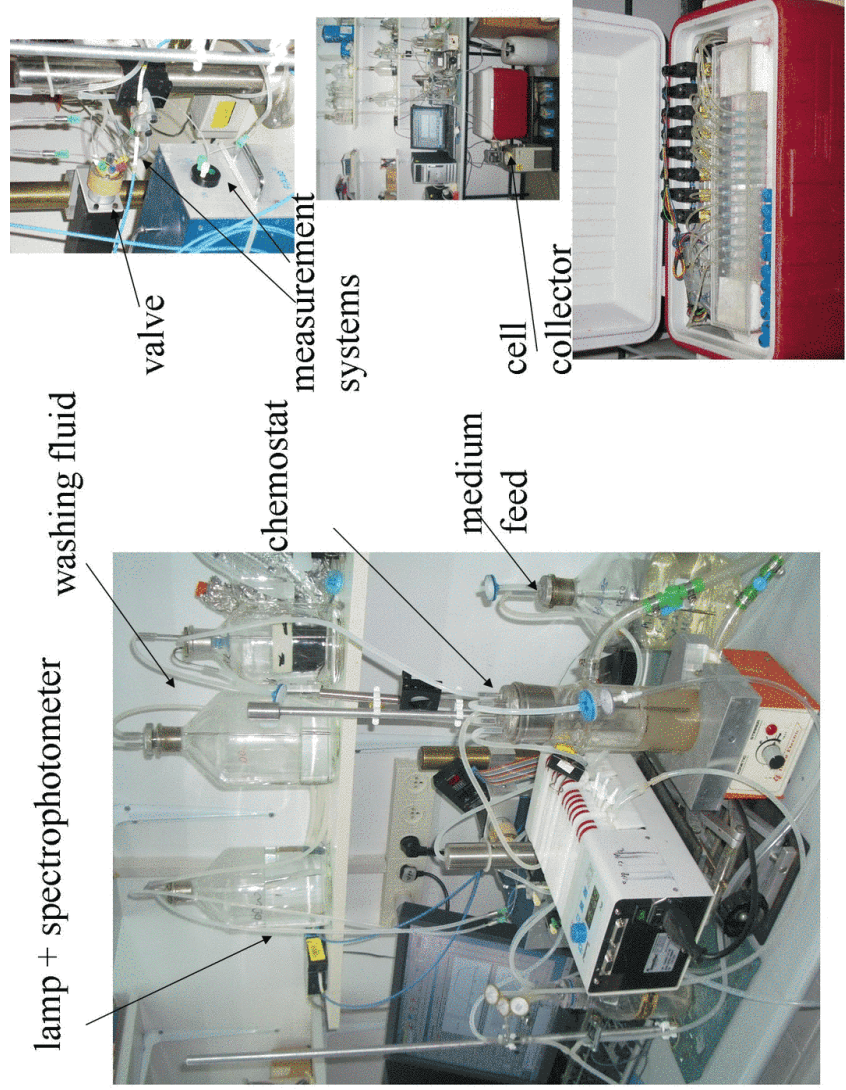 lamp + spectrophotometer
washing fluid
chemostat
medium
feed
valve
measurement
systems
cell
collector